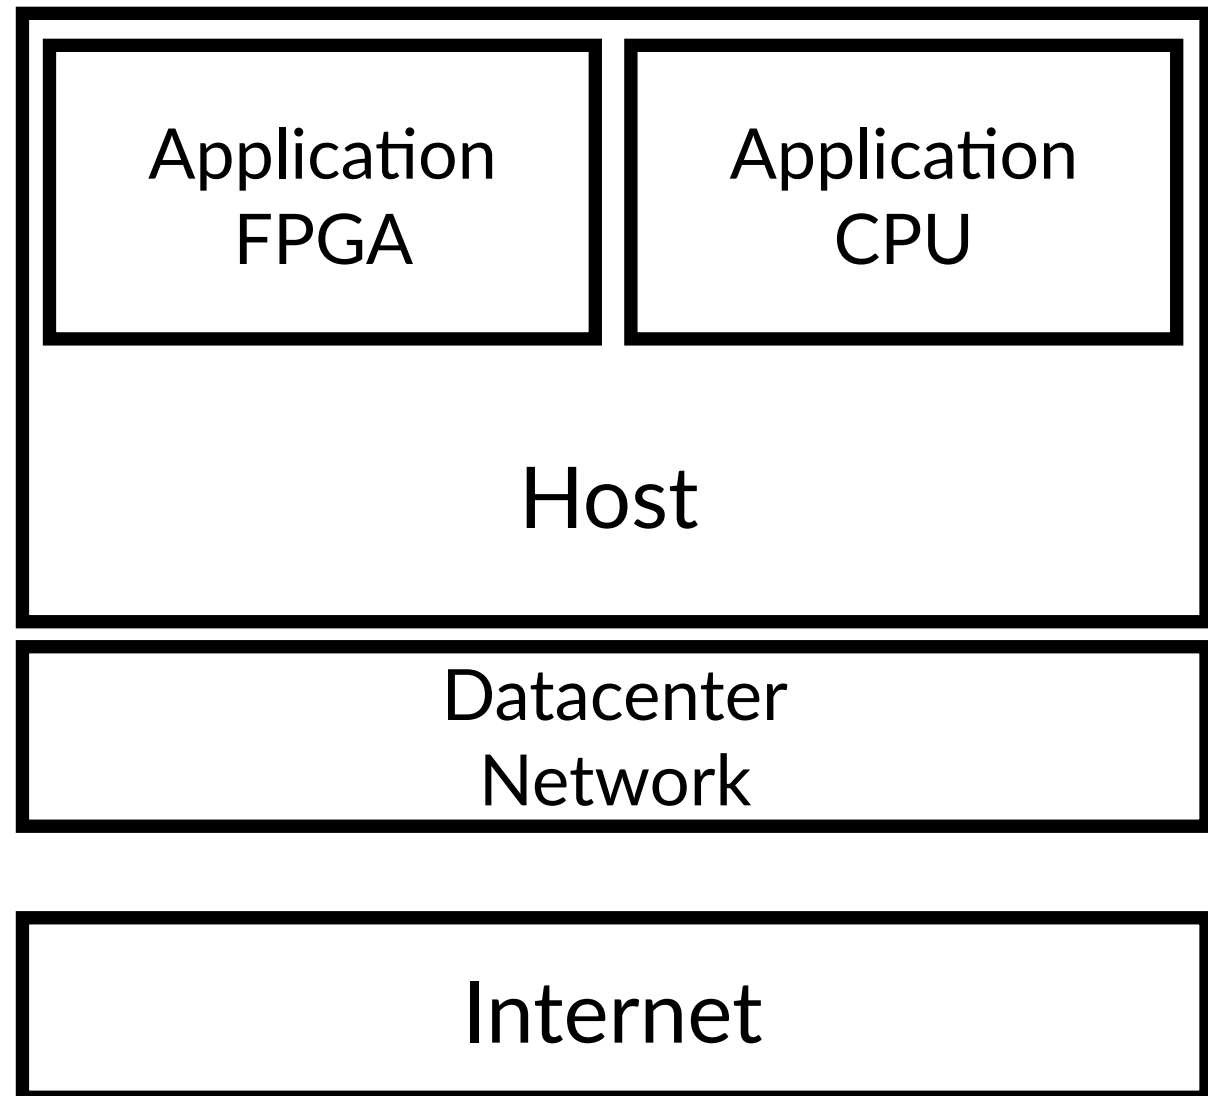 Application
FPGA
Application
CPU
Host
Datacenter
Network
Internet